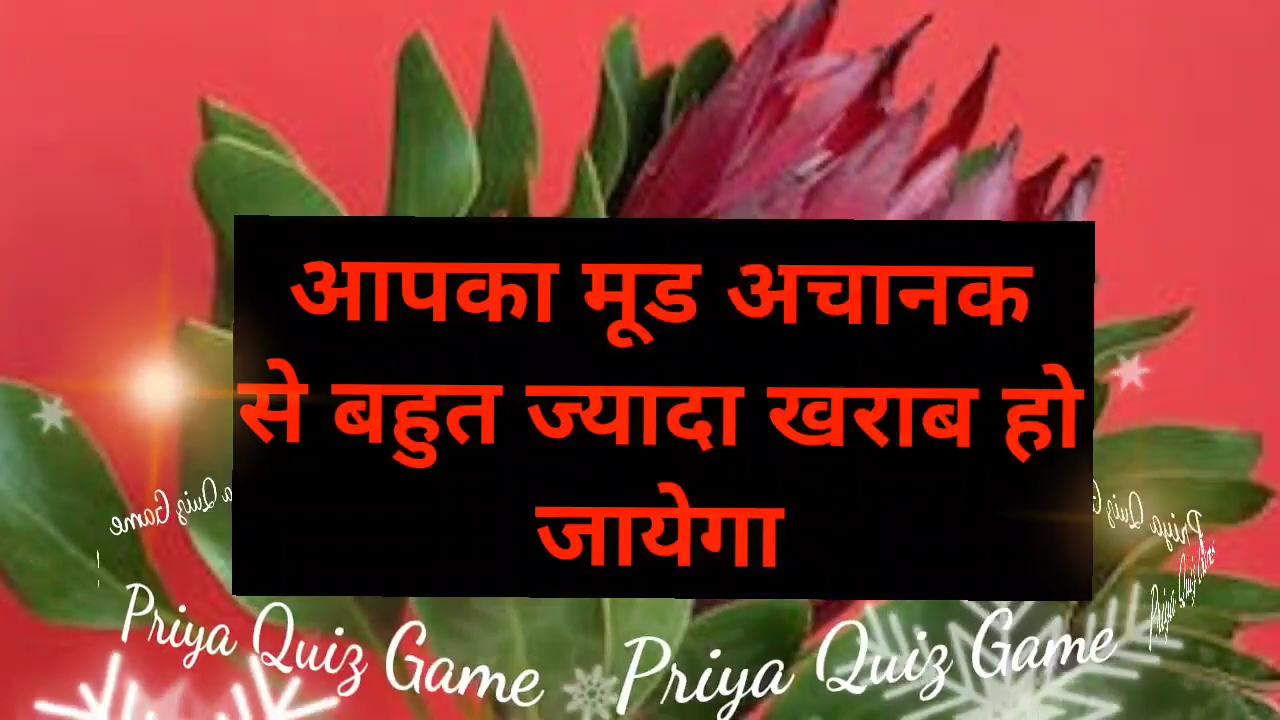 आपका मूड अचानक
से बहुत ज्यादा खराब हो
जायेगा
Priya Quiz Game Priya Quiz Game